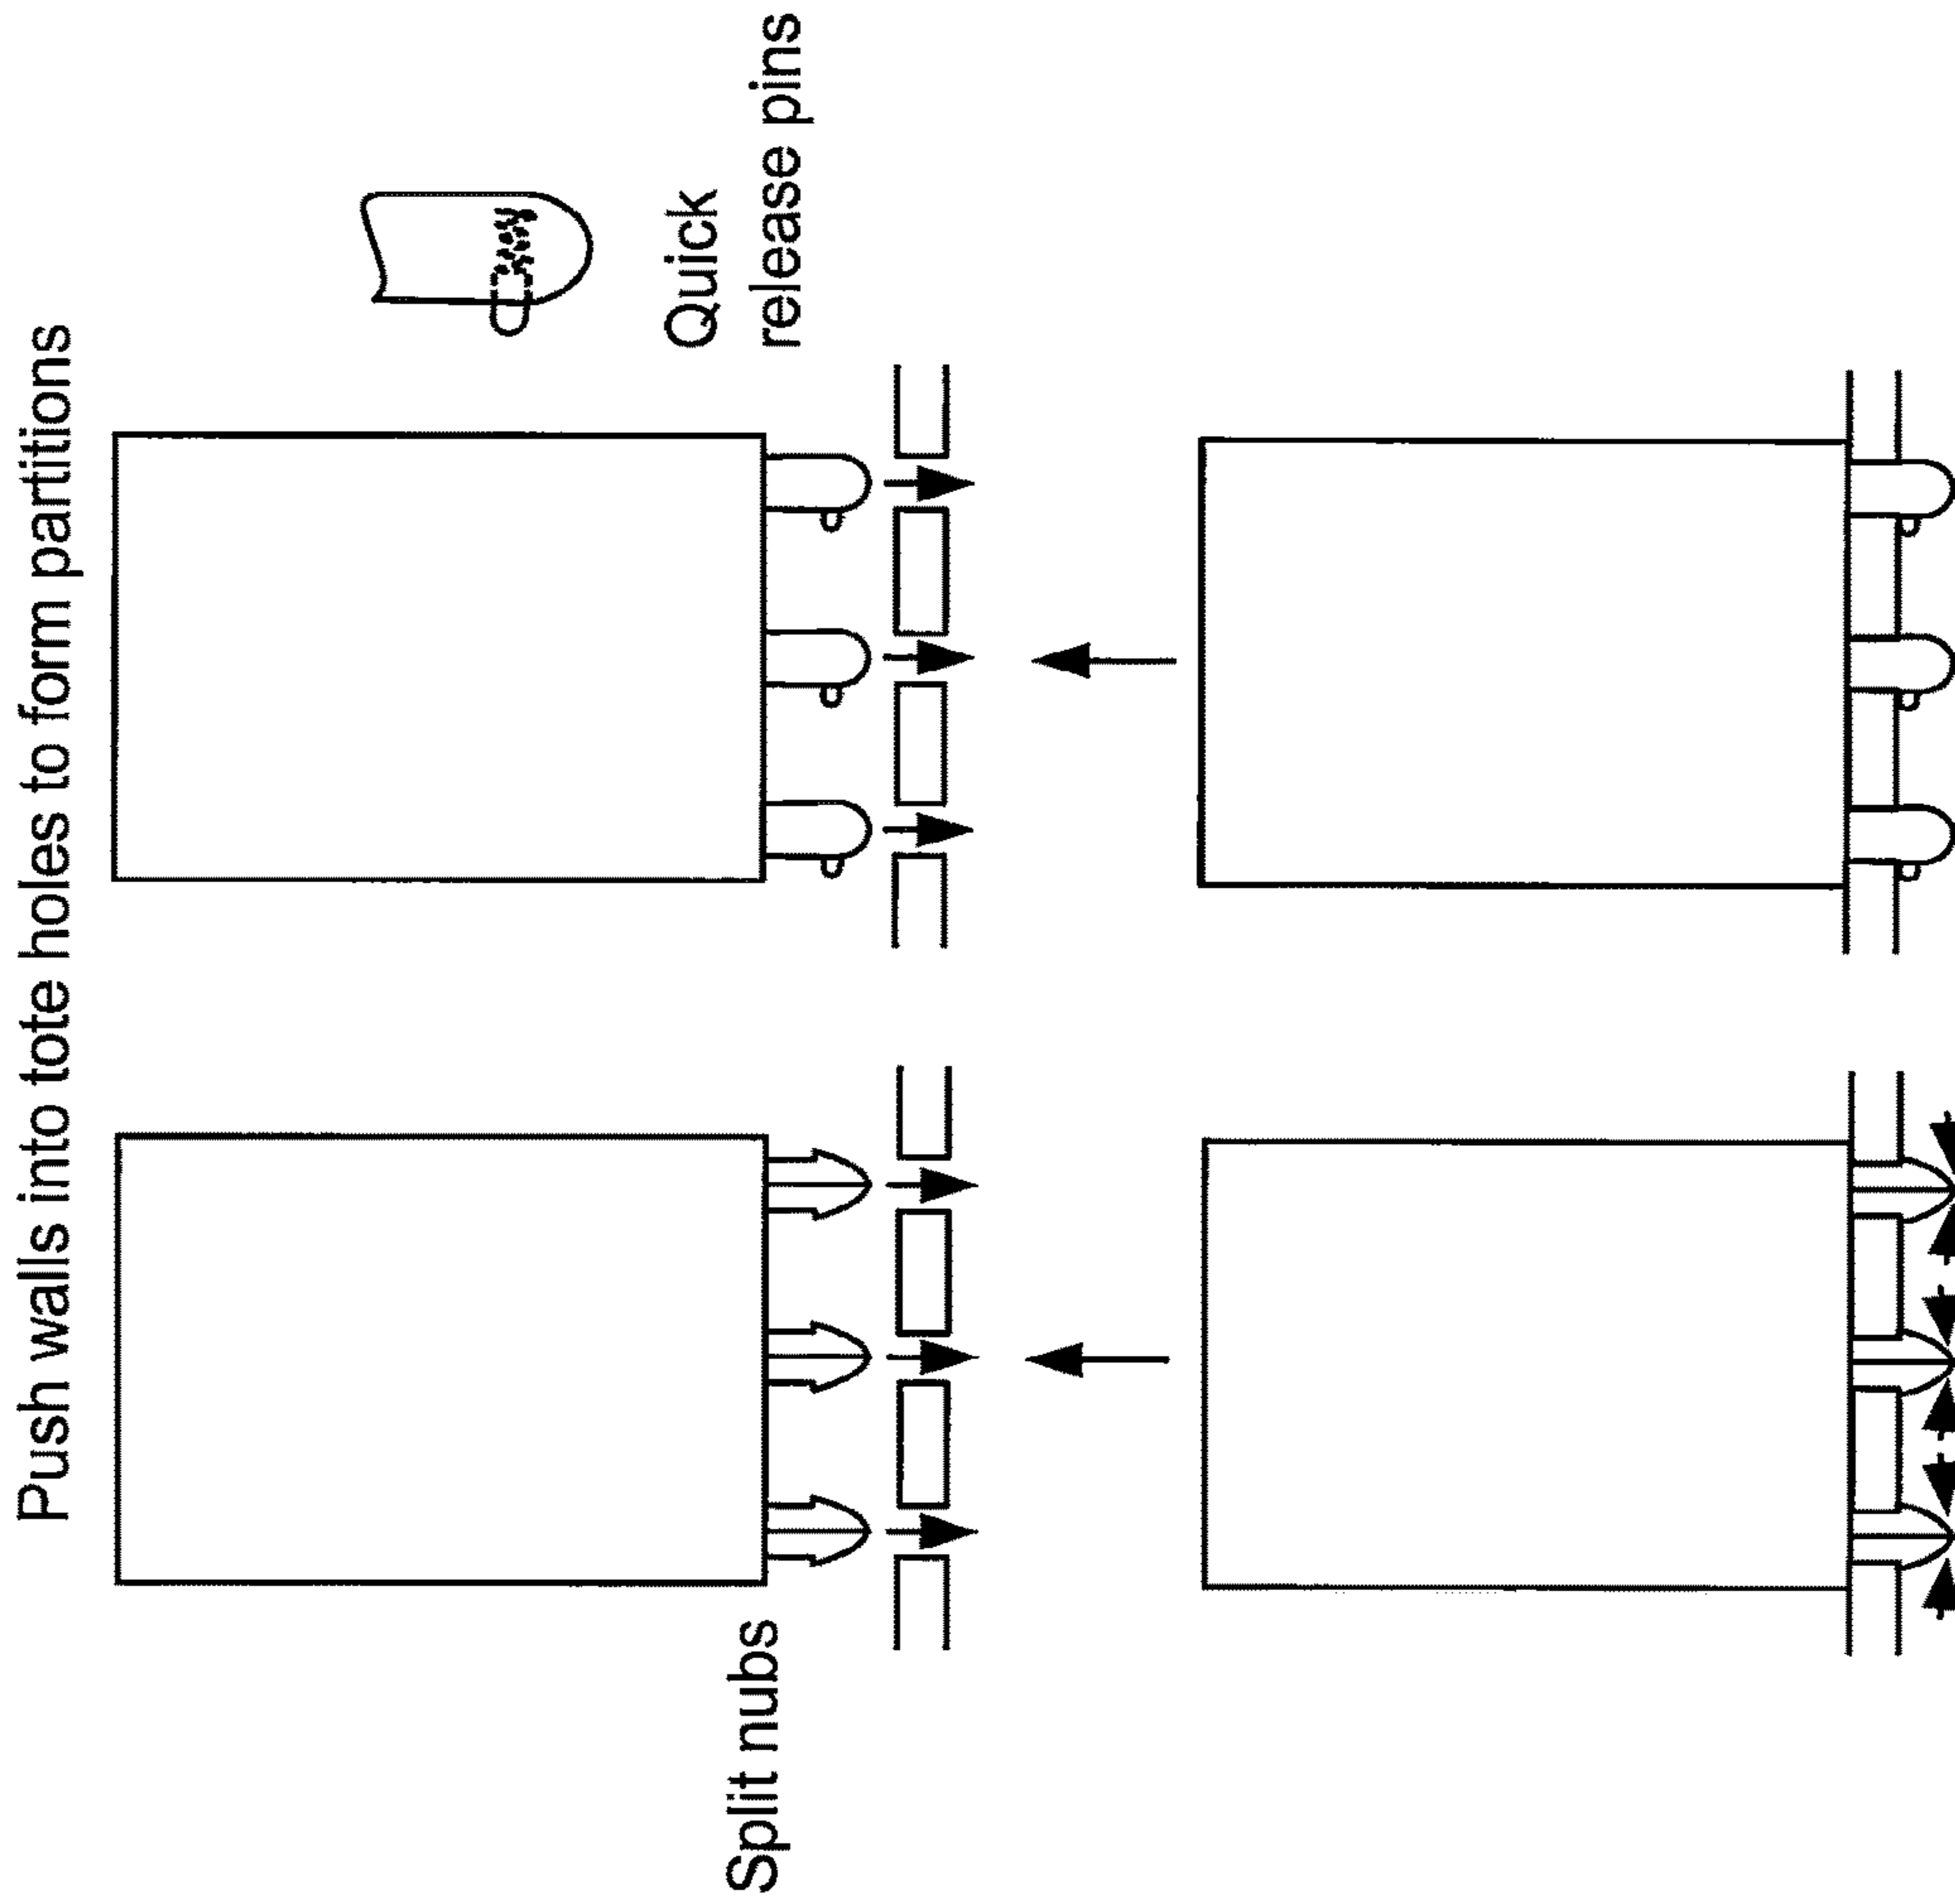 Push walls into tote holes to form partitions
Split nubs
Quick
release pins